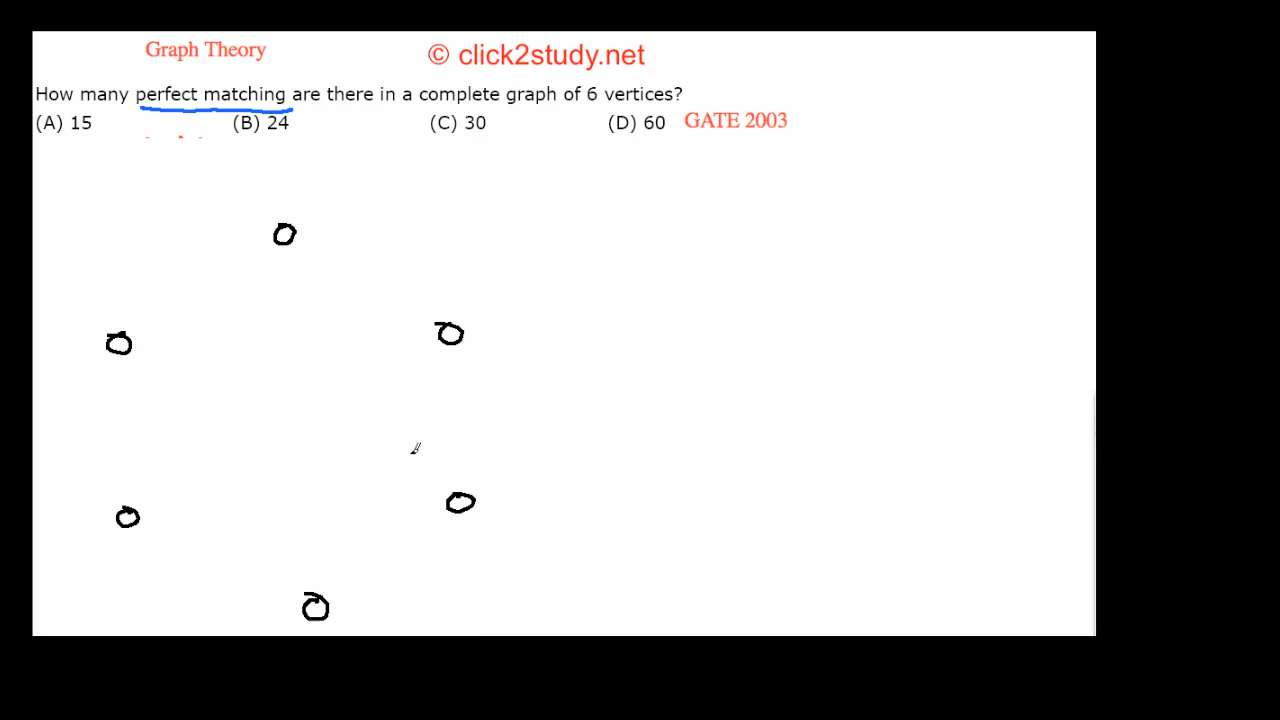 Graph Theory
© click2study.net
How many perfect matching are there in a complete graph of 6 vertices?
(A) 15 (B) 24 (C) 30 (D) 60 GATE 2003